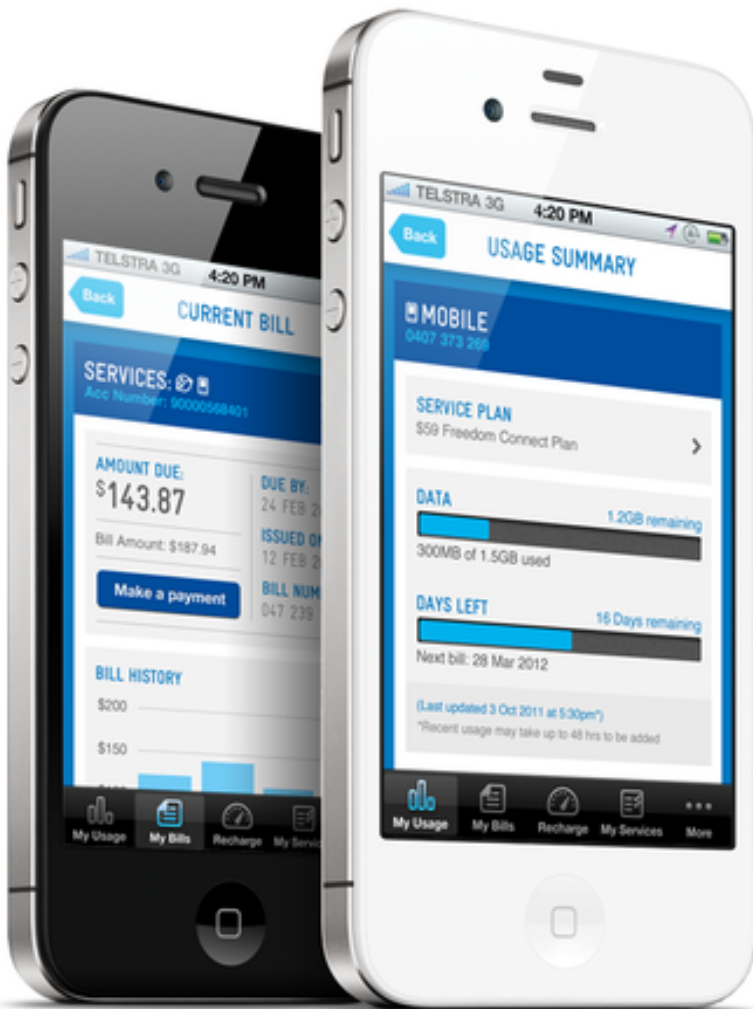 TELSTRA 3G 4:20 PM
Back CURRENT BILL
SERVICES:
Acc Number: 90000568401
AMOUNT DUE:
$143.87
Bill Amount: $187.94
Make a payment
DUE BY:
24 FEB
ISSUED
12 FEB
BILL
047 239
BILL HISTORY
$200
$150
My Usage My Bills Recharge My
TELSTRA 3G 4:20 PM
Back USAGE SUMMARY
MOBILE
0407 373 266
SERVICE PLAN
$59 Freedom Connect Plan
DATA
1.2GB remaining
300MB of 1.5GB used
DAYS LEFT
16 Days remaining
Next bill: 28 Mar 2012
(Last updated 3 Oct 2011 at 5:30pm*)
*Recent usage may take up to 48 hrs to be added
My Usage My Bills Recharge My Services More